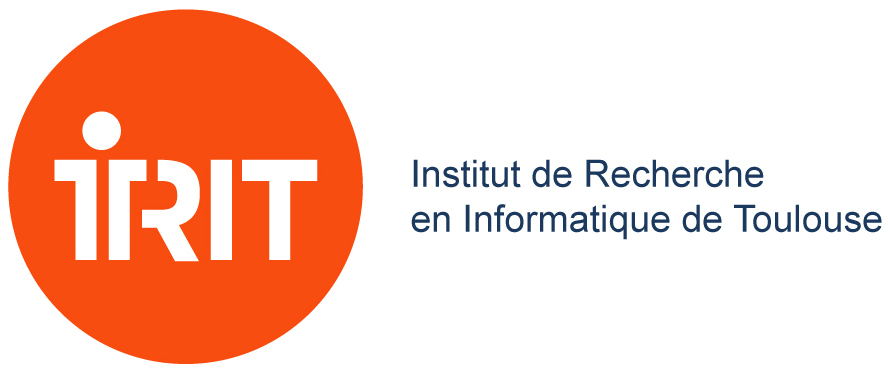 iRIT
Institut de Recherche
en Informatique de Toulouse